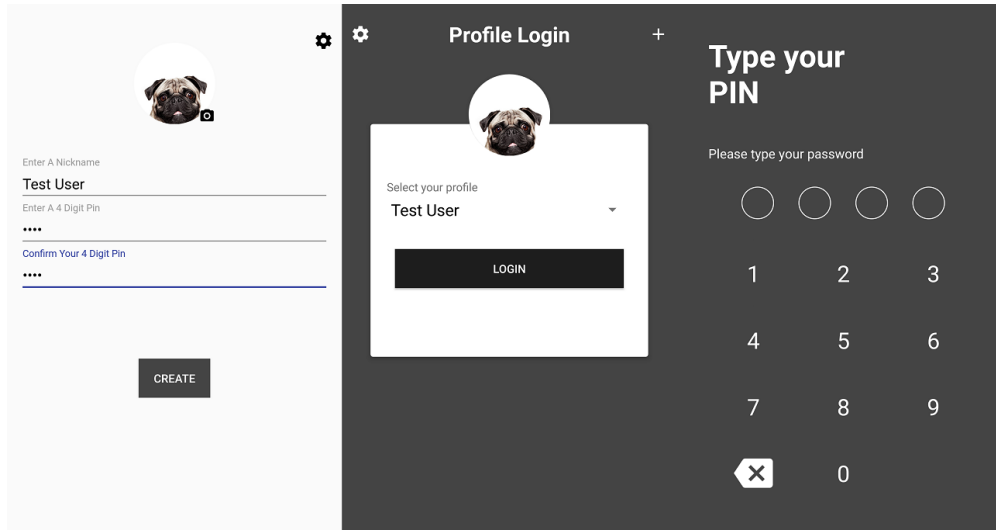 Enter A Nickname
Test User
Enter A 4 Digit Pin
••••
Confirm Your 4 Digit Pin
••••
CREATE
Profile Login
+
Select your profile
Test User
LOGIN
Type your
PIN
Please type your password
1 2 3
4 5 6
7 8 9
0